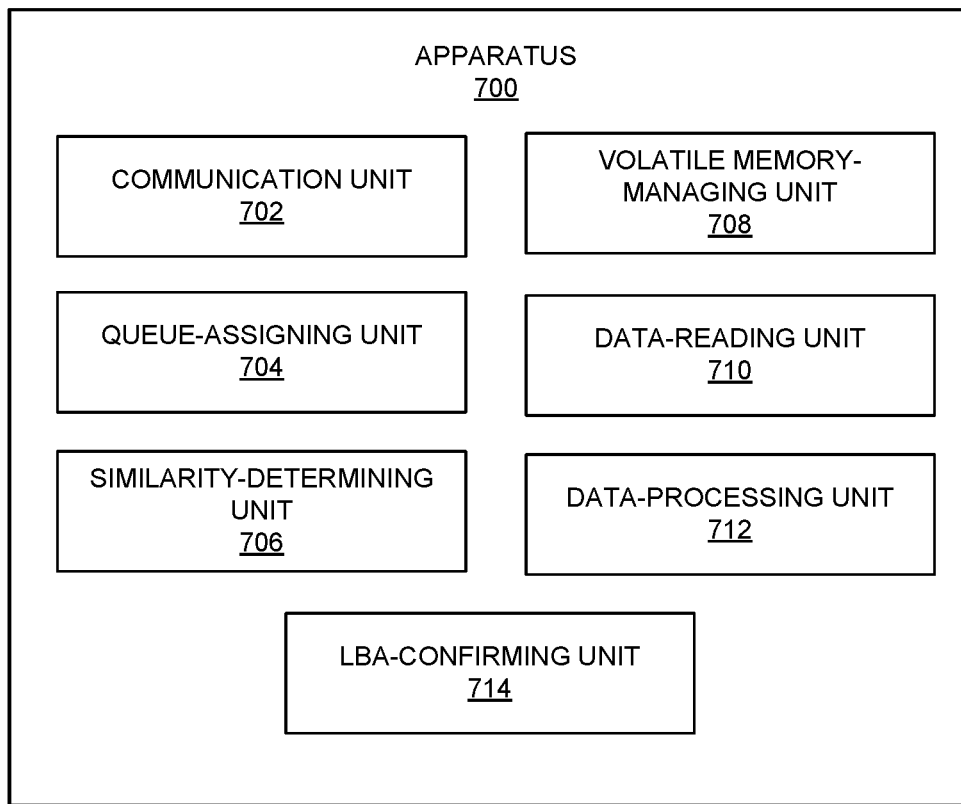 APPARATUS
700
COMMUNICATION UNIT
702
VOLATILE MEMORY-
MANAGING UNIT
708
QUEUE-ASSIGNING UNIT
704
DATA-READING UNIT
710
SIMILARITY-DETERMINING
UNIT
706
DATA-PROCESSING UNIT
712
LBA-CONFIRMING UNIT
714